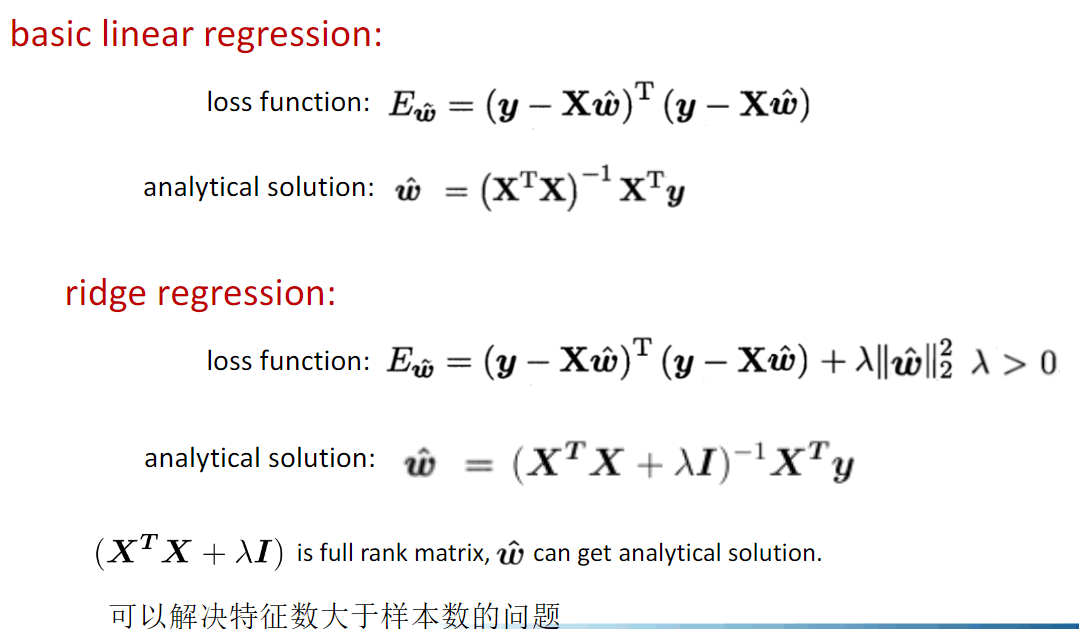 basic linear regression:
loss function: $E_{\hat{\boldsymbol{w}}} = (\boldsymbol{y} - \mathbf{X}\hat{\boldsymbol{w}})^{\mathrm{T}} (\boldsymbol{y} - \mathbf{X}\hat{\boldsymbol{w}})$
analytical solution: $\hat{\boldsymbol{w}} = (\mathbf{X}^{\mathrm{T}}\mathbf{X})^{-1} \mathbf{X}^{\mathrm{T}}\boldsymbol{y}$
ridge regression:
loss function: $E_{\hat{\boldsymbol{w}}} = (\boldsymbol{y} - \mathbf{X}\hat{\boldsymbol{w}})^{\mathrm{T}} (\boldsymbol{y} - \mathbf{X}\hat{\boldsymbol{w}}) + \lambda \|\hat{\boldsymbol{w}}\|_2^2 \ \lambda > 0$
analytical solution: $\hat{\boldsymbol{w}} = (\boldsymbol{X}^T \boldsymbol{X} + \lambda \boldsymbol{I})^{-1} \boldsymbol{X}^T \boldsymbol{y}$
$(\boldsymbol{X}^T \boldsymbol{X} + \lambda \boldsymbol{I})$ is full rank matrix, $\hat{\boldsymbol{w}}$ can get analytical solution.
可以解决特征数大于样本数的问题